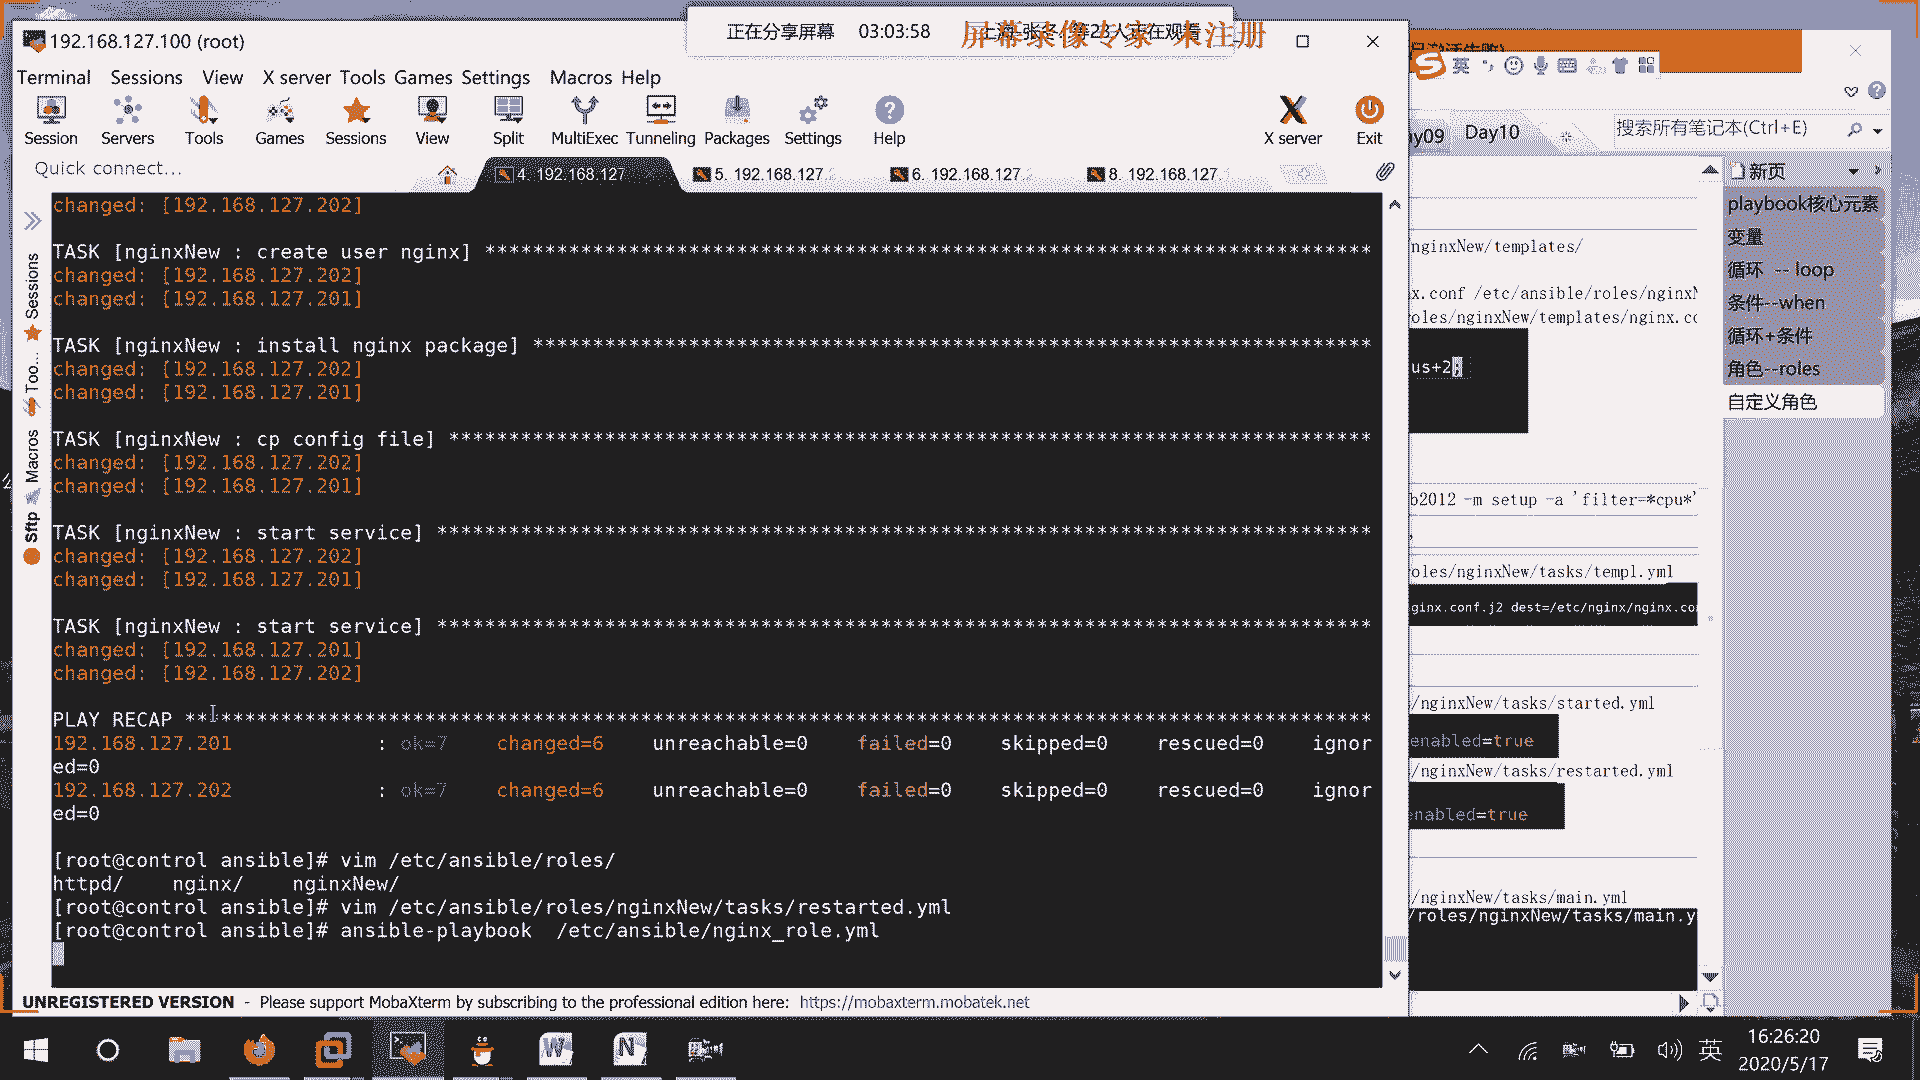 正在分享屏幕 03:03:58
屏幕录像专家 未注册
192.168.127.100 (root)
Terminal Sessions View X server Tools Games Settings Macros Help
Session Servers Tools Games Sessions View Split MultiExec Tunneling Packages Settings Help X server Exit
Quick connect...
4. 192.168.127
5. 192.168.127.
6. 192.168.127.
8. 192.168.127.
Sessions
Too...
Macros
Sftp
changed: [192.168.127.202]
TASK [nginxNew : create user nginx] **************************************************************************
changed: [192.168.127.202]
changed: [192.168.127.201]
TASK [nginxNew : install nginx package] **********************************************************************
changed: [192.168.127.202]
changed: [192.168.127.201]
TASK [nginxNew : cp config file] *****************************************************************************
changed: [192.168.127.202]
changed: [192.168.127.201]
TASK [nginxNew : start service] ******************************************************************************
changed: [192.168.127.202]
changed: [192.168.127.201]
TASK [nginxNew : start service] ******************************************************************************
changed: [192.168.127.201]
changed: [192.168.127.202]
PLAY RECAP ***************************************************************************************************
192.168.127.201 : ok=7 changed=6 unreachable=0 failed=0 skipped=0 rescued=0 ignor
ed=0
192.168.127.202 : ok=7 changed=6 unreachable=0 failed=0 skipped=0 rescued=0 ignor
ed=0
[root@control ansible]# vim /etc/ansible/roles/
httpd/ nginx/ nginxNew/
[root@control ansible]# vim /etc/ansible/roles/nginxNew/tasks/restarted.yml
[root@control ansible]# ansible-playbook /etc/ansible/nginx_role.yml
UNREGISTERED VERSION - Please support MobaXterm by subscribing to the professional edition here: https://mobaxterm.mobatek.net
英
y09 Day10
搜索所有笔记本(Ctrl+E)
/nginxNew/templates/
x.conf /etc/ansible/roles/nginxN
oles/nginxNew/templates/nginx.co
us+2;
b2012 -m setup -a 'filter=*cpu*'
oles/nginxNew/tasks/templ.yml
ginx.conf.j2 dest=/etc/nginx/nginx.co
/nginxNew/tasks/started.yml
enabled=true
/nginxNew/tasks/restarted.yml
enabled=true
/nginxNew/tasks/main.yml
/roles/nginxNew/tasks/main.y
新页
playbook核心元素
变量
循环 -- loop
条件--when
循环+条件
角色--roles
自定义角色
英
16:26:20
2020/5/17